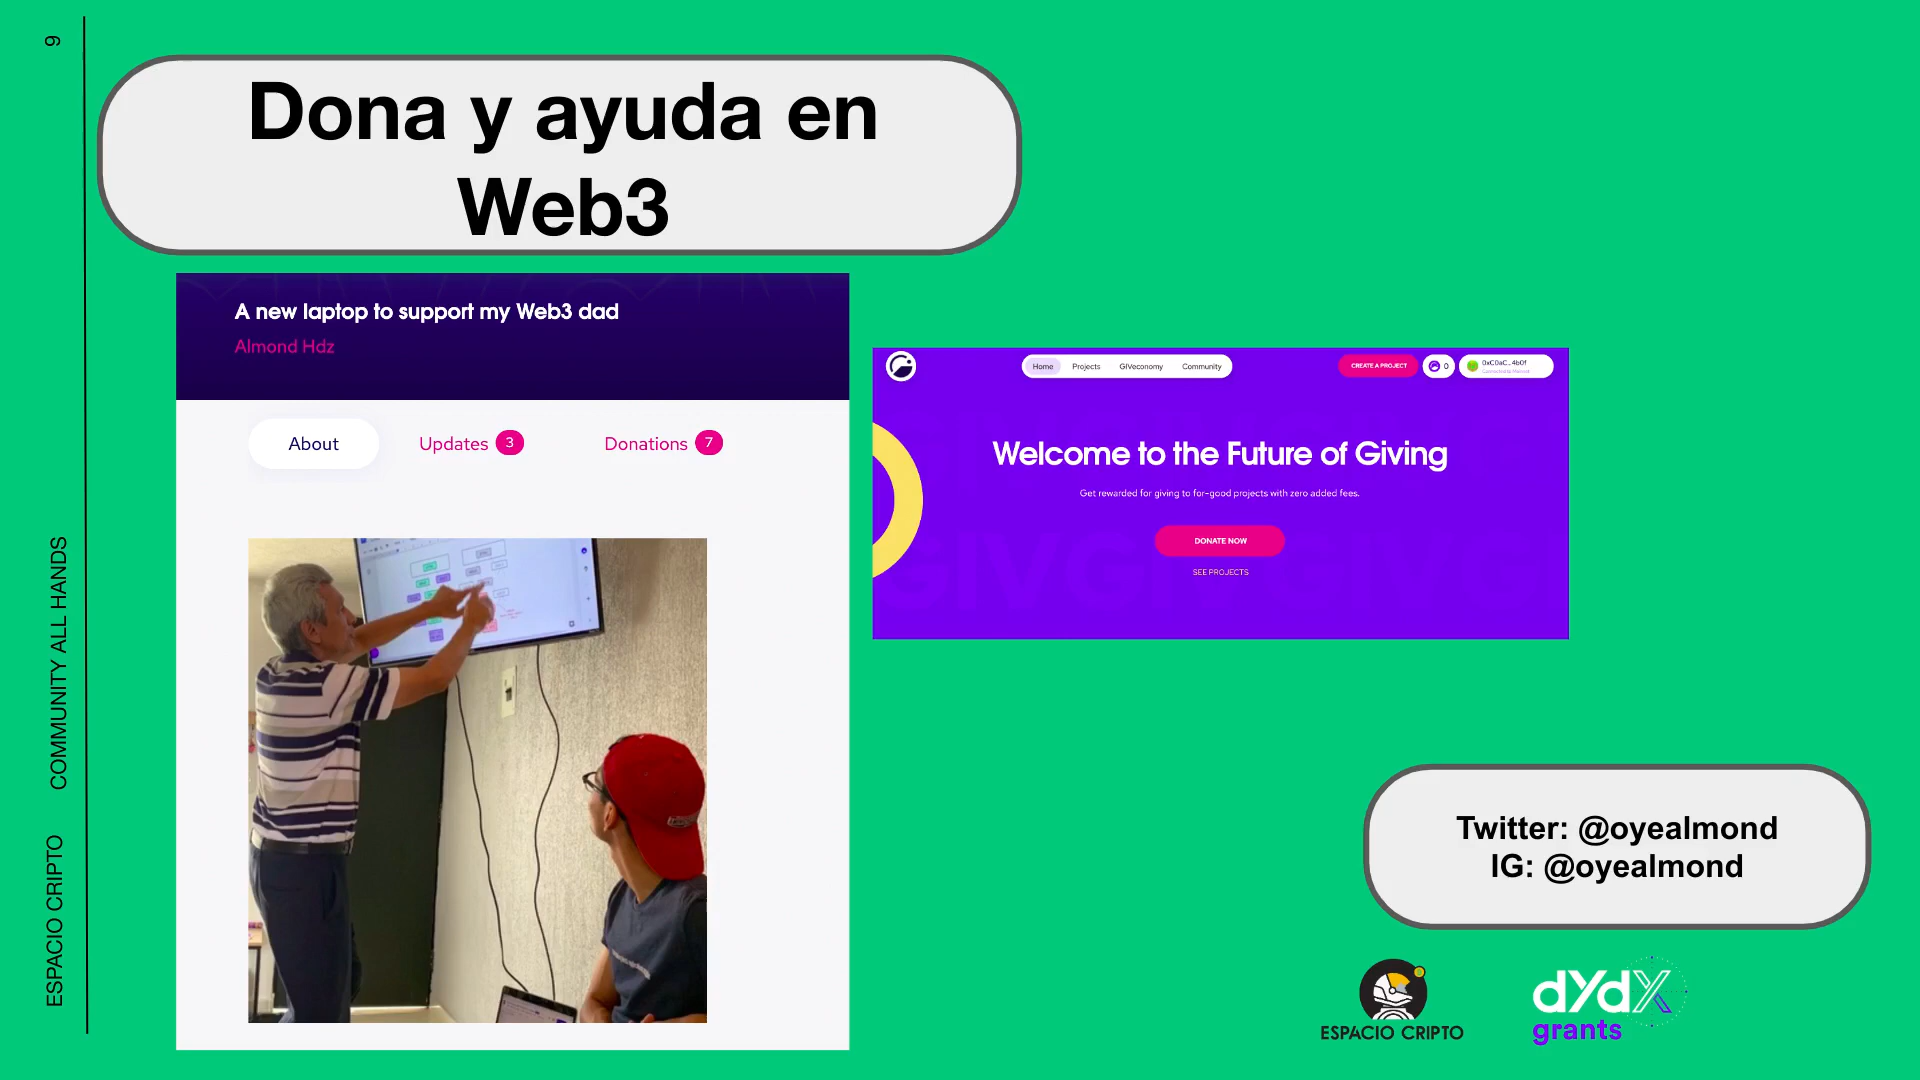 9
ESPACIO CRIPTO
COMMUNITY ALL HANDS
Dona y ayuda en
Web3
A new laptop to support my Web3 dad
Almond Hdz
About
Updates 3
Donations 7
Home
Projects
GIVeconomy
Community
CREATE A PROJECT
0
0xC0aC...4b0f
Welcome to the Future of Giving
Get rewarded for giving to for-good projects with zero added fees.
DONATE NOW
SEE PROJECTS
Twitter: @oyealmond
IG: @oyealmond
ESPACIO CRIPTO
dYdX
grants